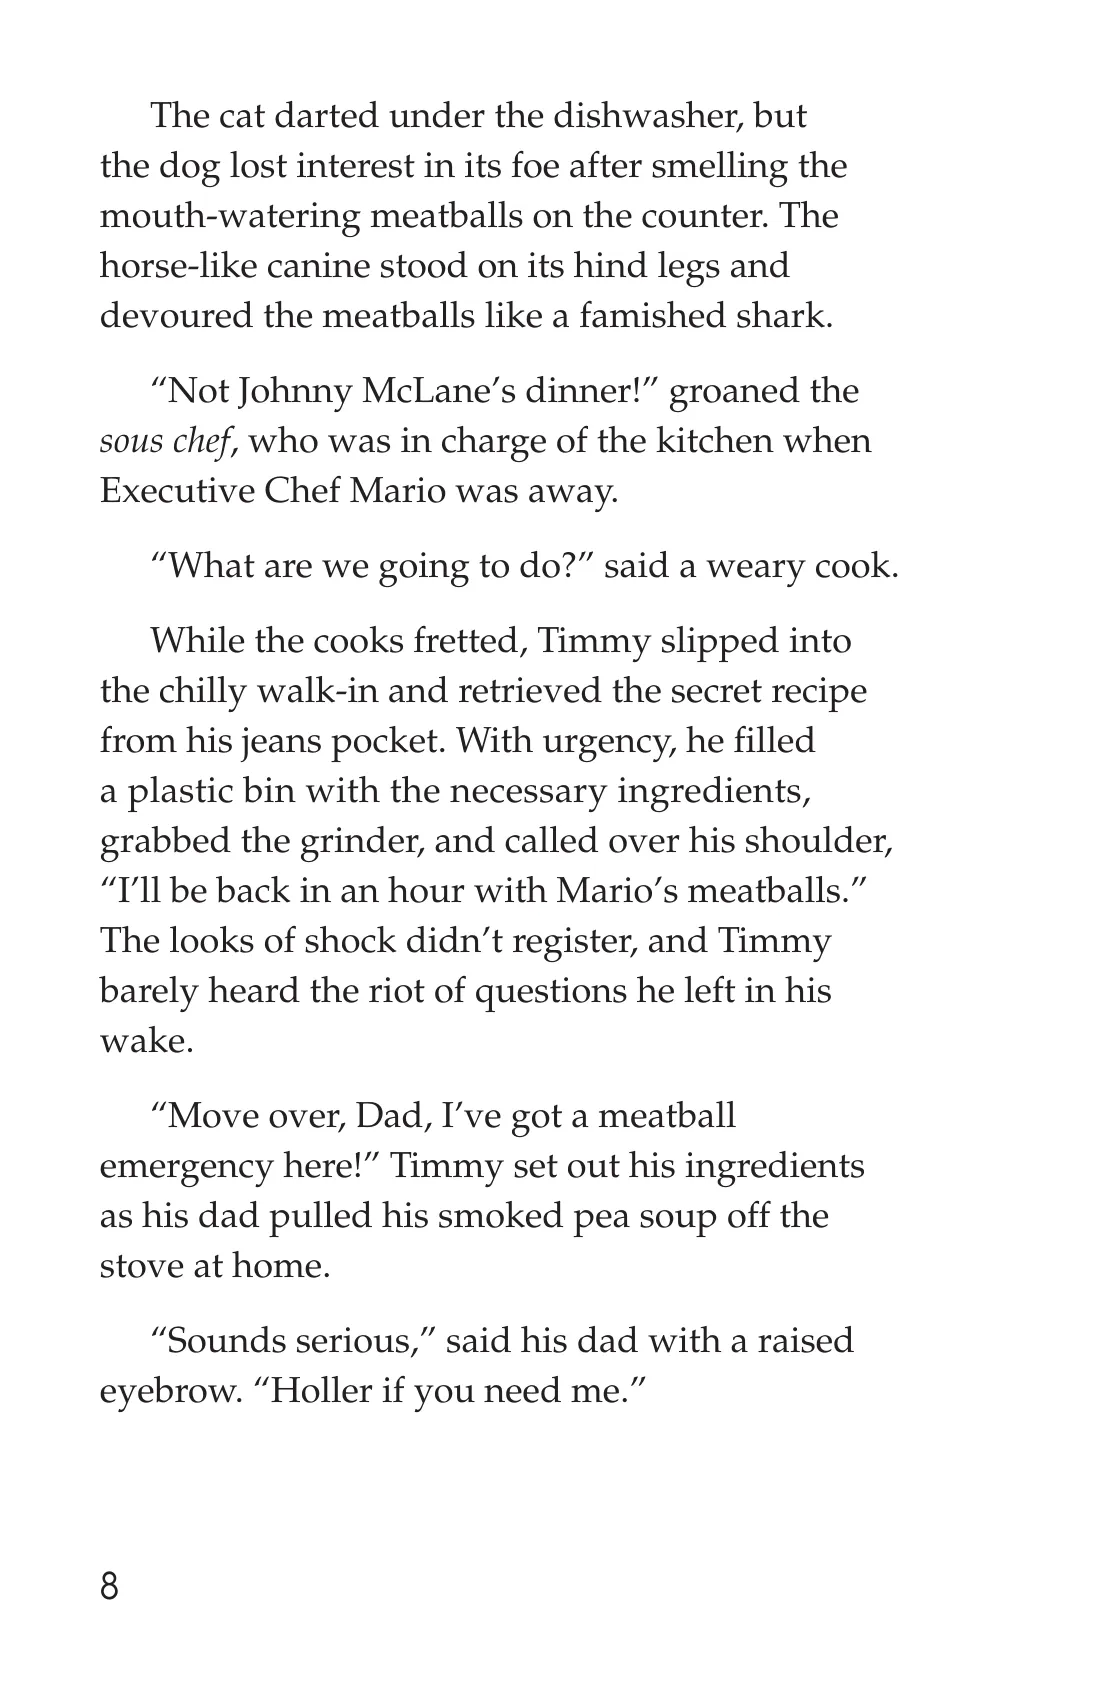 The cat darted under the dishwasher, but
the dog lost interest in its foe after smelling the
mouth-watering meatballs on the counter. The
horse-like canine stood on its hind legs and
devoured the meatballs like a famished shark.
“Not Johnny McLane’s dinner!” groaned the
sous chef, who was in charge of the kitchen when
Executive Chef Mario was away.
“What are we going to do?” said a weary cook.
While the cooks fretted, Timmy slipped into
the chilly walk-in and retrieved the secret recipe
from his jeans pocket. With urgency, he filled
a plastic bin with the necessary ingredients,
grabbed the grinder, and called over his shoulder,
“I’ll be back in an hour with Mario’s meatballs.”
The looks of shock didn’t register, and Timmy
barely heard the riot of questions he left in his
wake.
“Move over, Dad, I’ve got a meatball
emergency here!” Timmy set out his ingredients
as his dad pulled his smoked pea soup off the
stove at home.
“Sounds serious,” said his dad with a raised
eyebrow. “Holler if you need me.”
8